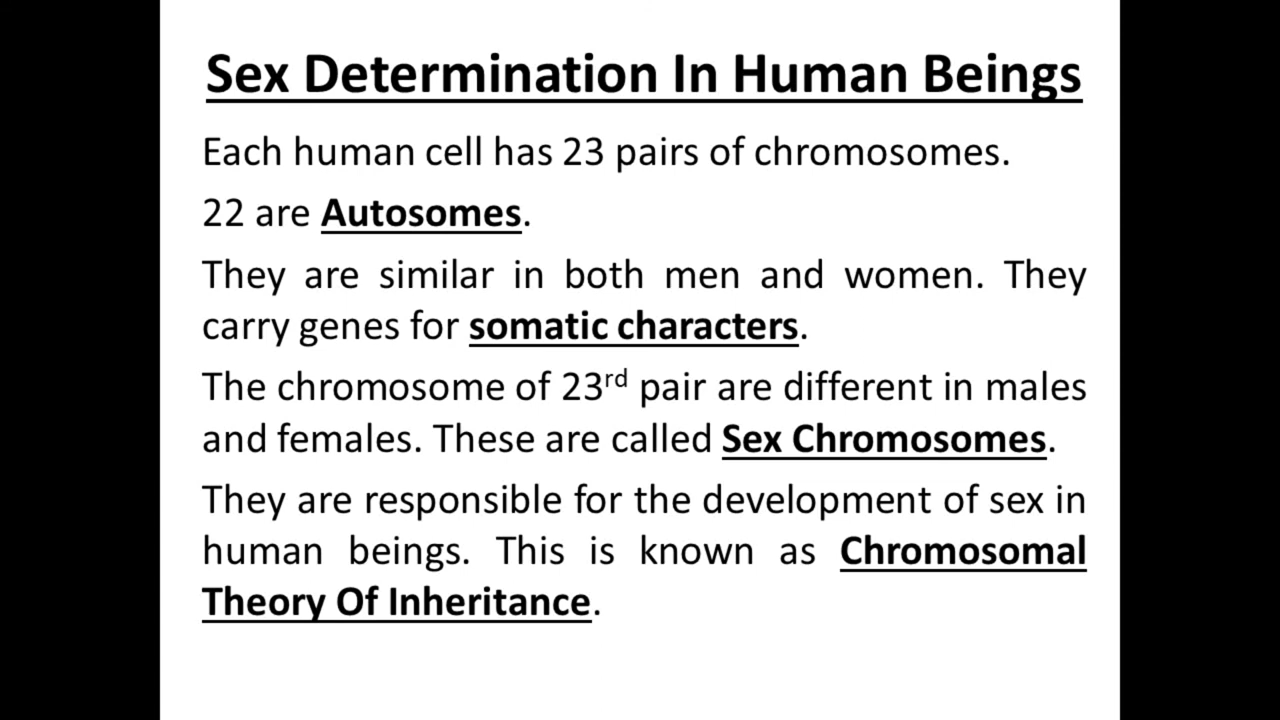 Sex Determination In Human Beings
Each human cell has 23 pairs of chromosomes.
22 are Autosomes.
They are similar in both men and women. They
carry genes for somatic characters.
The chromosome of 23rd pair are different in males
and females. These are called Sex Chromosomes.
They are responsible for the development of sex in
human beings. This is known as Chromosomal
Theory Of Inheritance.